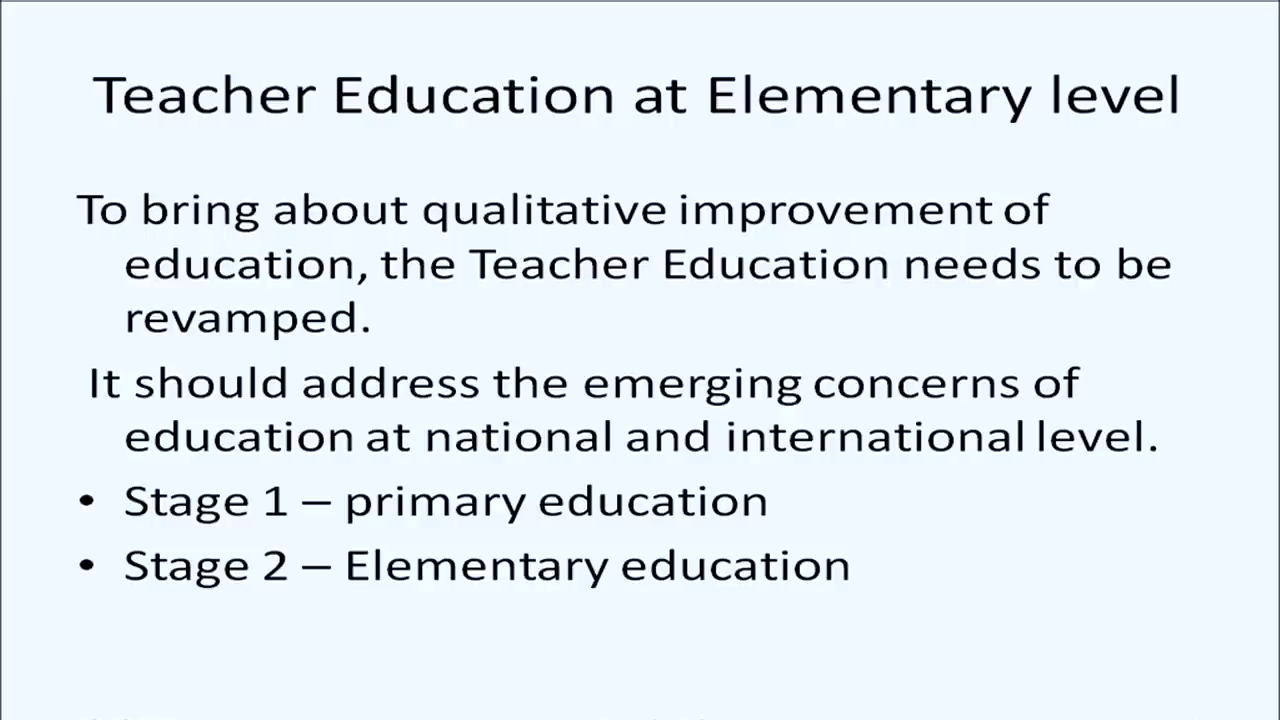 Teacher Education at Elementary level
To bring about qualitative improvement of
education, the Teacher Education needs to be
revamped.
It should address the emerging concerns of
education at national and international level.
• Stage 1 – primary education
• Stage 2 – Elementary education